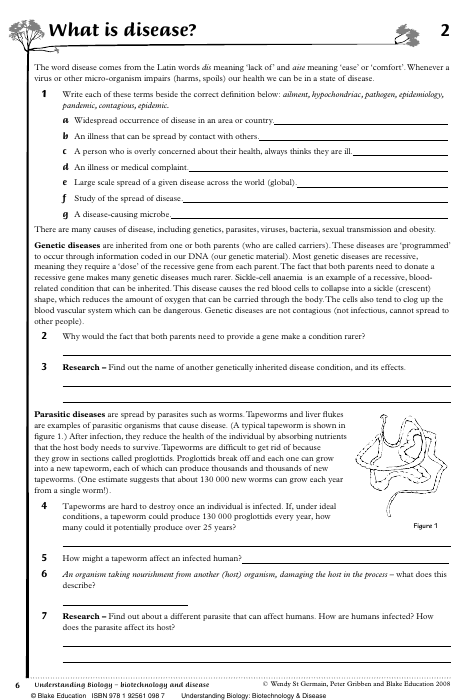 What is disease?
2
The word disease comes from the Latin words dis meaning ‘lack of’ and aise meaning ‘ease’ or ‘comfort’. Whenever a
virus or other micro-organism impairs (harms, spoils) our health we can be in a state of disease.
1 Write each of these terms beside the correct definition below: ailment, hypochondriac, pathogen, epidemiology,
pandemic, contagious, epidemic.
a Widespread occurrence of disease in an area or country.
b An illness that can be spread by contact with others.
c A person who is overly concerned about their health, always thinks they are ill.
d An illness or medical complaint.
e Large scale spread of a given disease across the world (global).
f Study of the spread of disease.
g A disease-causing microbe.
There are many causes of disease, including genetics, parasites, viruses, bacteria, sexual transmission and obesity.
Genetic diseases are inherited from one or both parents (who are called carriers). These diseases are ‘programmed’
to occur through information coded in our DNA (our genetic material). Most genetic diseases are recessive,
meaning they require a ‘dose’ of the recessive gene from each parent. The fact that both parents need to donate a
recessive gene makes many genetic diseases much rarer. Sickle-cell anaemia is an example of a recessive, blood-
related condition that can be inherited. This disease causes the red blood cells to collapse into a sickle (crescent)
shape, which reduces the amount of oxygen that can be carried through the body. The cells also tend to clog up the
blood vascular system which can be dangerous. Genetic diseases are not contagious (not infectious, cannot spread to
other people).
2 Why would the fact that both parents need to provide a gene make a condition rarer?
3 Research – Find out the name of another genetically inherited disease condition, and its effects.
Parasitic diseases are spread by parasites such as worms. Tapeworms and liver flukes
are examples of parasitic organisms that cause disease. (A typical tapeworm is shown in
figure 1.) After infection, they reduce the health of the individual by absorbing nutrients
that the host body needs to survive. Tapeworms are difficult to get rid of because
they grow in sections called proglottids. Proglottids break off and each one can grow
into a new tapeworm, each of which can produce thousands and thousands of new
tapeworms. (One estimate suggests that about 130 000 new worms can grow each year
from a single worm!).
Figure 1
4 Tapeworms are hard to destroy once an individual is infected. If, under ideal
conditions, a tapeworm could produce 130 000 proglottids every year, how
many could it potentially produce over 25 years?
5 How might a tapeworm affect an infected human?
6 An organism taking nourishment from another (host) organism, damaging the host in the process – what does this
describe?
7 Research – Find out about a different parasite that can affect humans. How are humans infected? How
does the parasite affect its host?
6 Understanding Biology – biotechnology and disease
© Wendy St Germain, Peter Gribben and Blake Education 2008
© Blake Education ISBN 978 1 92561 098 7 Understanding Biology: Biotechnology & Disease